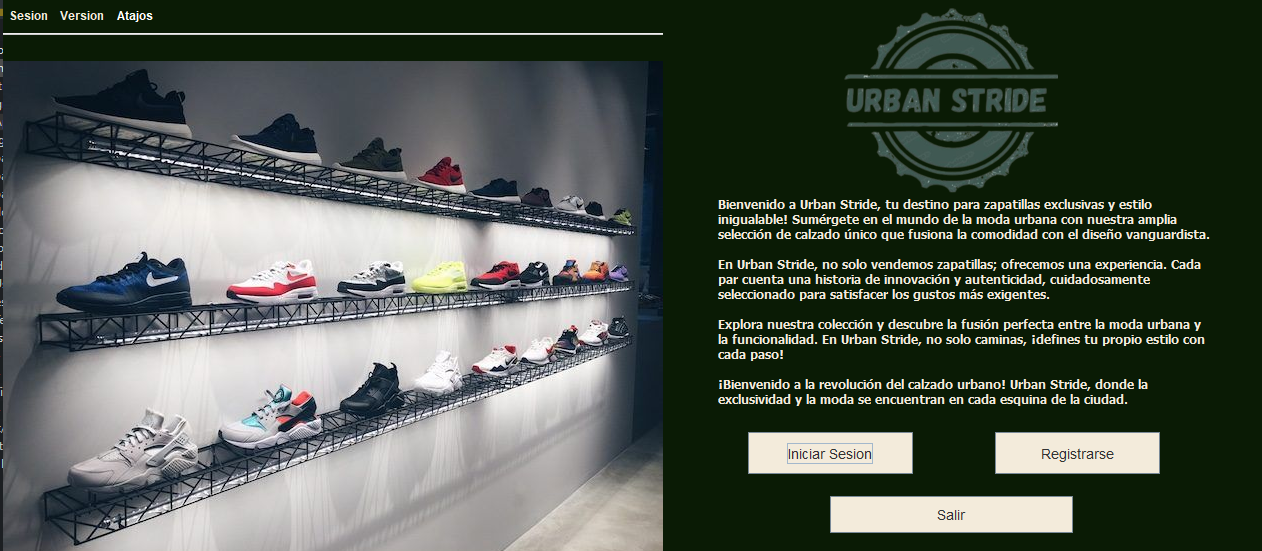 Sesion Version Atajos
URBAN STRIDE
Bienvenido a Urban Stride, tu destino para zapatillas exclusivas y estilo
inigualable! Sumérgete en el mundo de la moda urbana con nuestra amplia
selección de calzado único que fusiona la comodidad con el diseño vanguardista.
En Urban Stride, no solo vendemos zapatillas; ofrecemos una experiencia. Cada
par cuenta una historia de innovación y autenticidad, cuidadosamente
seleccionado para satisfacer los gustos más exigentes.
Explora nuestra colección y descubre la fusión perfecta entre la moda urbana y
la funcionalidad. En Urban Stride, no solo caminas, ¡defines tu propio estilo con
cada paso!
¡Bienvenido a la revolución del calzado urbano! Urban Stride, donde la
exclusividad y la moda se encuentran en cada esquina de la ciudad.
Iniciar Sesion Registrarse
Salir